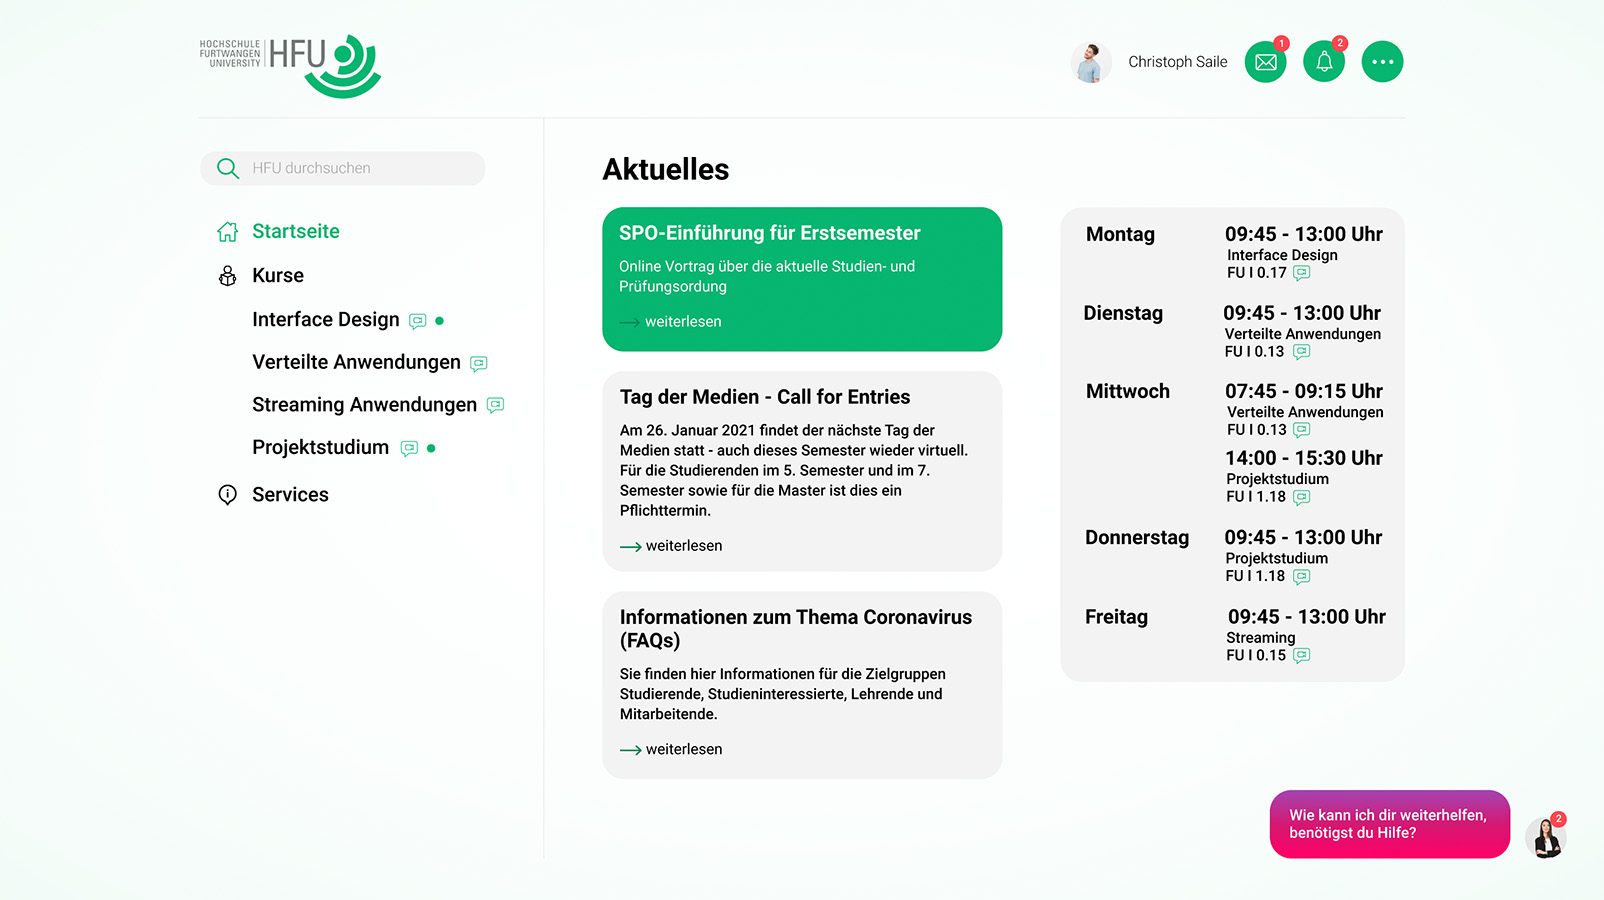 HOCHSCHULE
FURTWANGEN
UNIVERSITY
HFU
Christoph Saile
1
2
HFU durchsuchen
Startseite
Kurse
Interface Design
Verteilte Anwendungen
Streaming Anwendungen
Projektstudium
Services
Aktuelles
SPO-Einführung für Erstsemester
Online Vortrag über die aktuelle Studien- und
Prüfungsordung
weiterlesen
Tag der Medien - Call for Entries
Am 26. Januar 2021 findet der nächste Tag der
Medien statt - auch dieses Semester wieder virtuell.
Für die Studierenden im 5. Semester und im 7.
Semester sowie für die Master ist dies ein
Pflichttermin.
weiterlesen
Informationen zum Thema Coronavirus
(FAQs)
Sie finden hier Informationen für die Zielgruppen
Studierende, Studieninteressierte, Lehrende und
Mitarbeitende.
weiterlesen
Montag
09:45 - 13:00 Uhr
Interface Design
FU I 0.17
Dienstag
09:45 - 13:00 Uhr
Verteilte Anwendungen
FU I 0.13
Mittwoch
07:45 - 09:15 Uhr
Verteilte Anwendungen
FU I 0.13
14:00 - 15:30 Uhr
Projektstudium
FU I 1.18
Donnerstag
09:45 - 13:00 Uhr
Projektstudium
FU I 1.18
Freitag
09:45 - 13:00 Uhr
Streaming
FU I 0.15
Wie kann ich dir weiterhelfen,
benötigst du Hilfe?
2